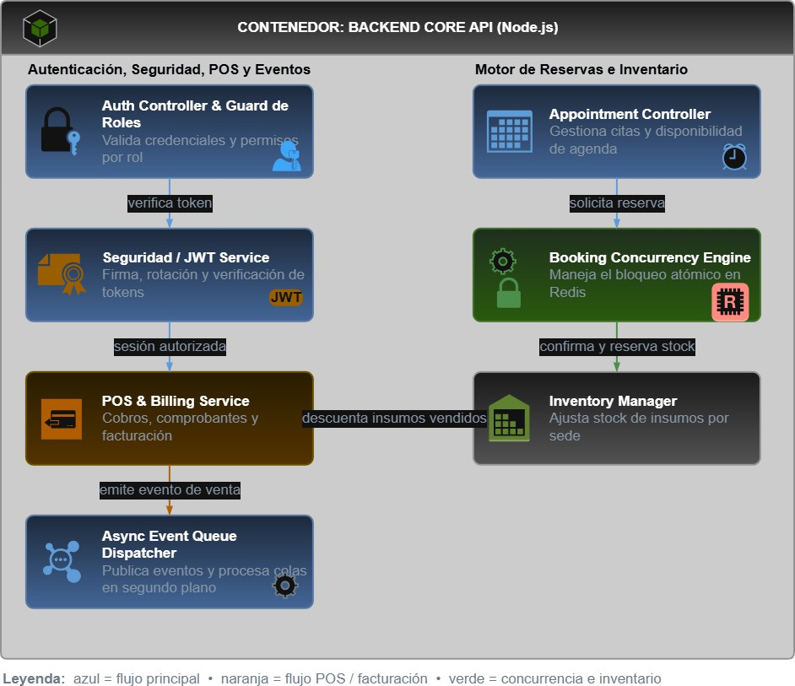 CONTENEDOR: BACKEND CORE API (Node.js)
Autenticación, Seguridad, POS y Eventos
Auth Controller & Guard de
Roles
Valida credenciales y permisos
por rol
verifica token
Seguridad / JWT Service
Firma, rotación y verificación de
tokens
JWT
sesión autorizada
POS & Billing Service
Cobros, comprobantes y
facturación
emite evento de venta
Async Event Queue
Dispatcher
Publica eventos y procesa colas
en segundo plano
descuenta insumos vendidos
Motor de Reservas e Inventario
Appointment Controller
Gestiona citas y disponibilidad
de agenda
solicita reserva
Booking Concurrency Engine
Maneja el bloqueo atómico en
Redis
R
confirma y reserva stock
Inventory Manager
Ajusta stock de insumos por
sede
Leyenda: azul = flujo principal • naranja = flujo POS / facturación • verde = concurrencia e inventario